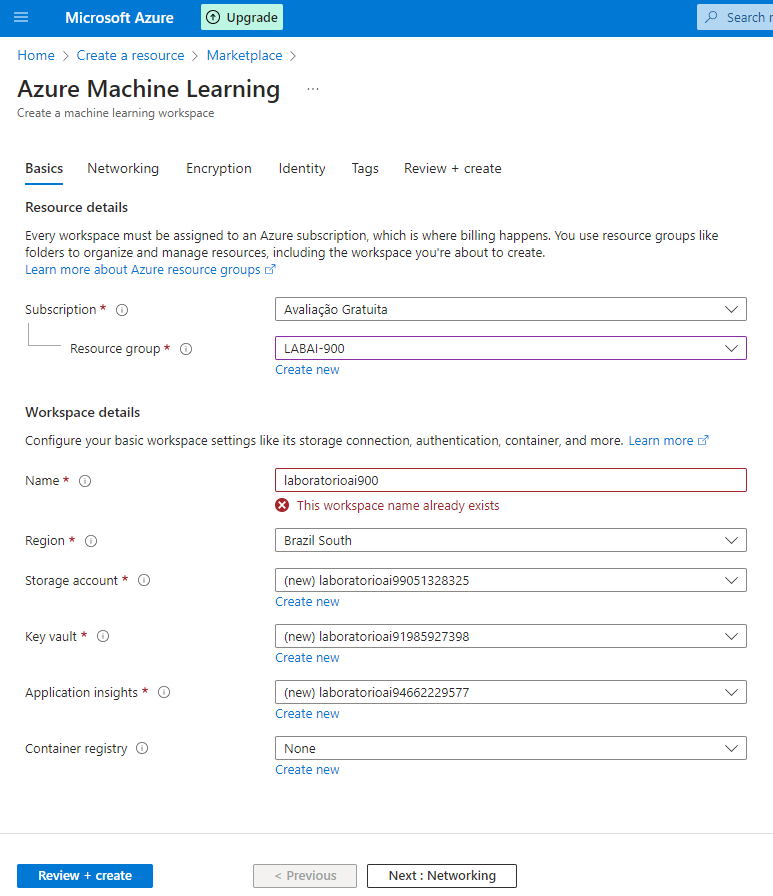 Microsoft Azure Upgrade Search r
Home > Create a resource > Marketplace >
Azure Machine Learning ...
Create a machine learning workspace
Basics Networking Encryption Identity Tags Review + create
Resource details
Every workspace must be assigned to an Azure subscription, which is where billing happens. You use resource groups like
folders to organize and manage resources, including the workspace you're about to create.
Learn more about Azure resource groups
Subscription * Avaliação Gratuita
Resource group * LABAI-900
Create new
Workspace details
Configure your basic workspace settings like its storage connection, authentication, container, and more. Learn more
Name * laboratorioai900
This workspace name already exists
Region * Brazil South
Storage account * (new) laboratorioai99051328325
Create new
Key vault * (new) laboratorioai91985927398
Create new
Application insights * (new) laboratorioai94662229577
Create new
Container registry None
Create new
Review + create < Previous Next : Networking